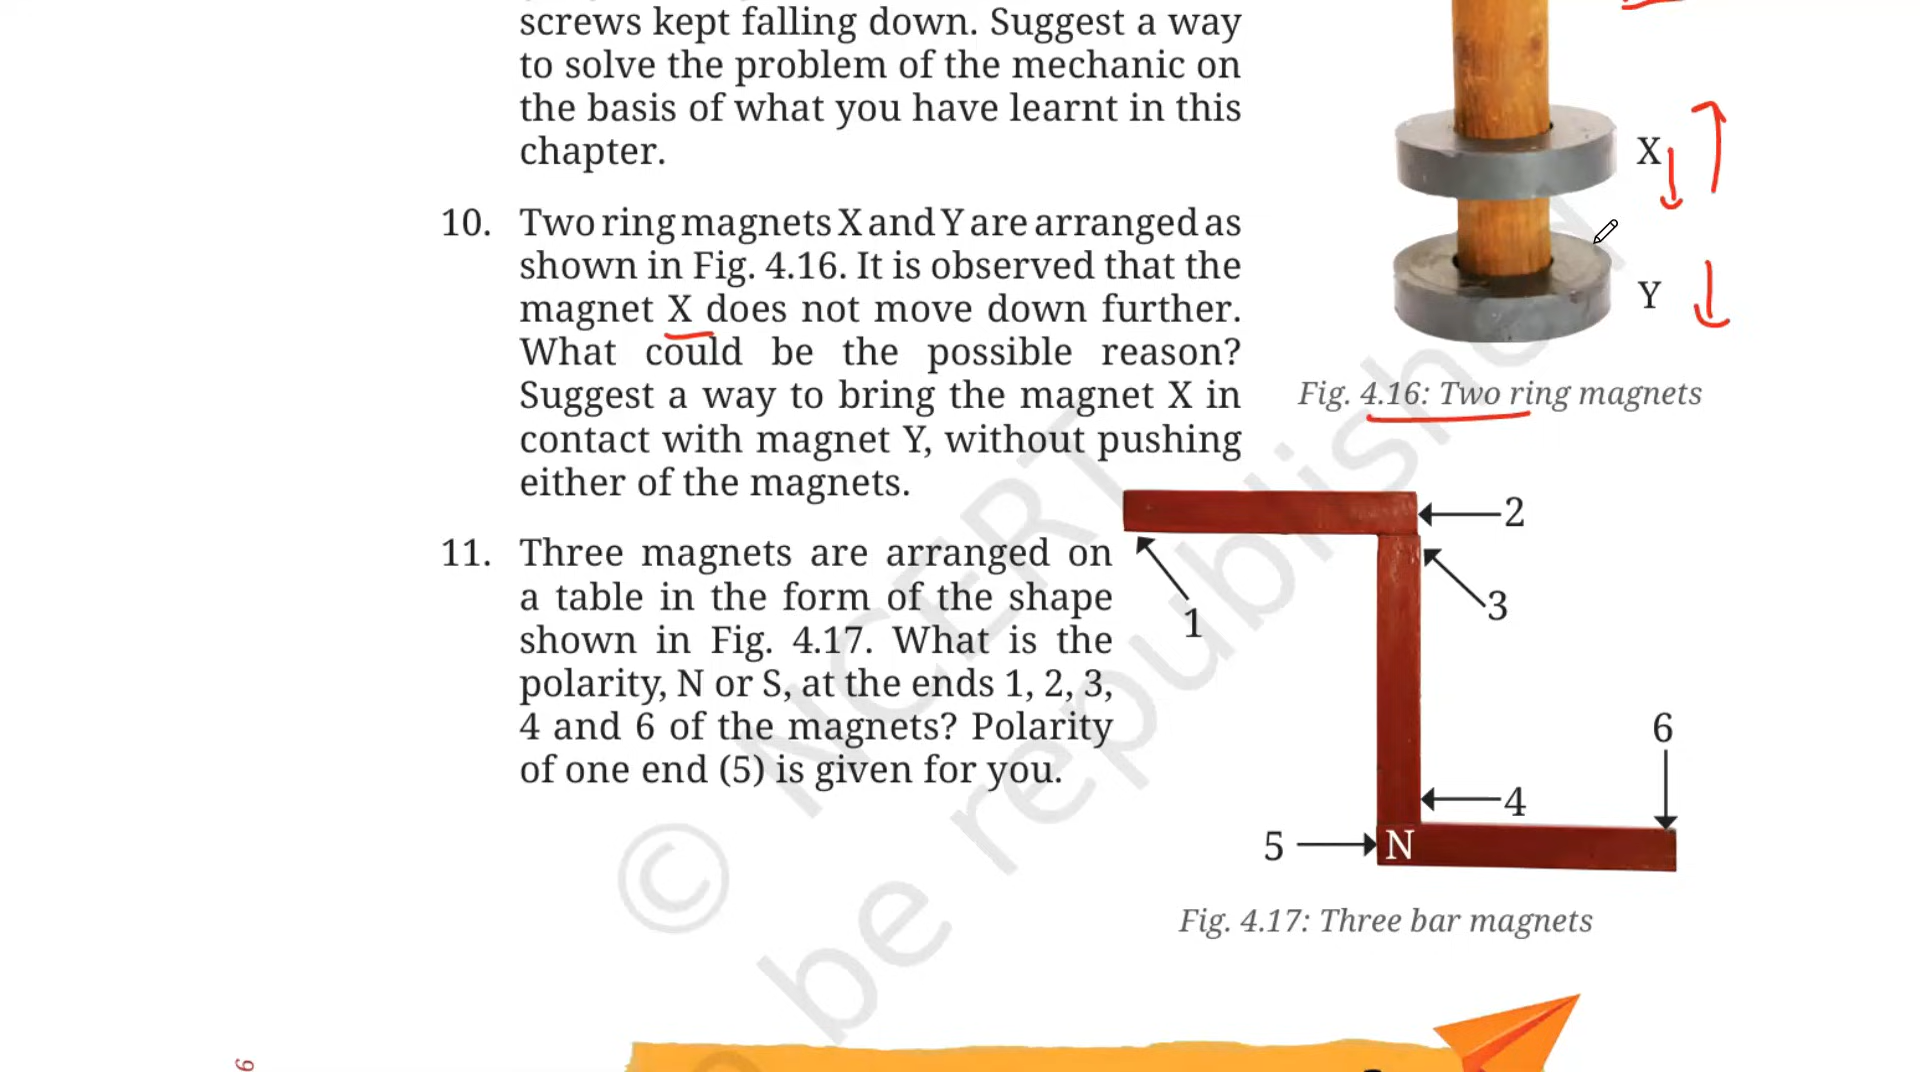 screws kept falling down. Suggest a way
to solve the problem of the mechanic on
the basis of what you have learnt in this
chapter.
10. Two ring magnets X and Y are arranged as
shown in Fig. 4.16. It is observed that the
magnet X does not move down further.
What could be the possible reason?
Suggest a way to bring the magnet X in
contact with magnet Y, without pushing
either of the magnets.
X
Y
Fig. 4.16: Two ring magnets
11. Three magnets are arranged on
a table in the form of the shape
shown in Fig. 4.17. What is the
polarity, N or S, at the ends 1, 2, 3,
4 and 6 of the magnets? Polarity
of one end (5) is given for you.
2
3
1
6
4
5
N
Fig. 4.17: Three bar magnets
© NCERT
be republished